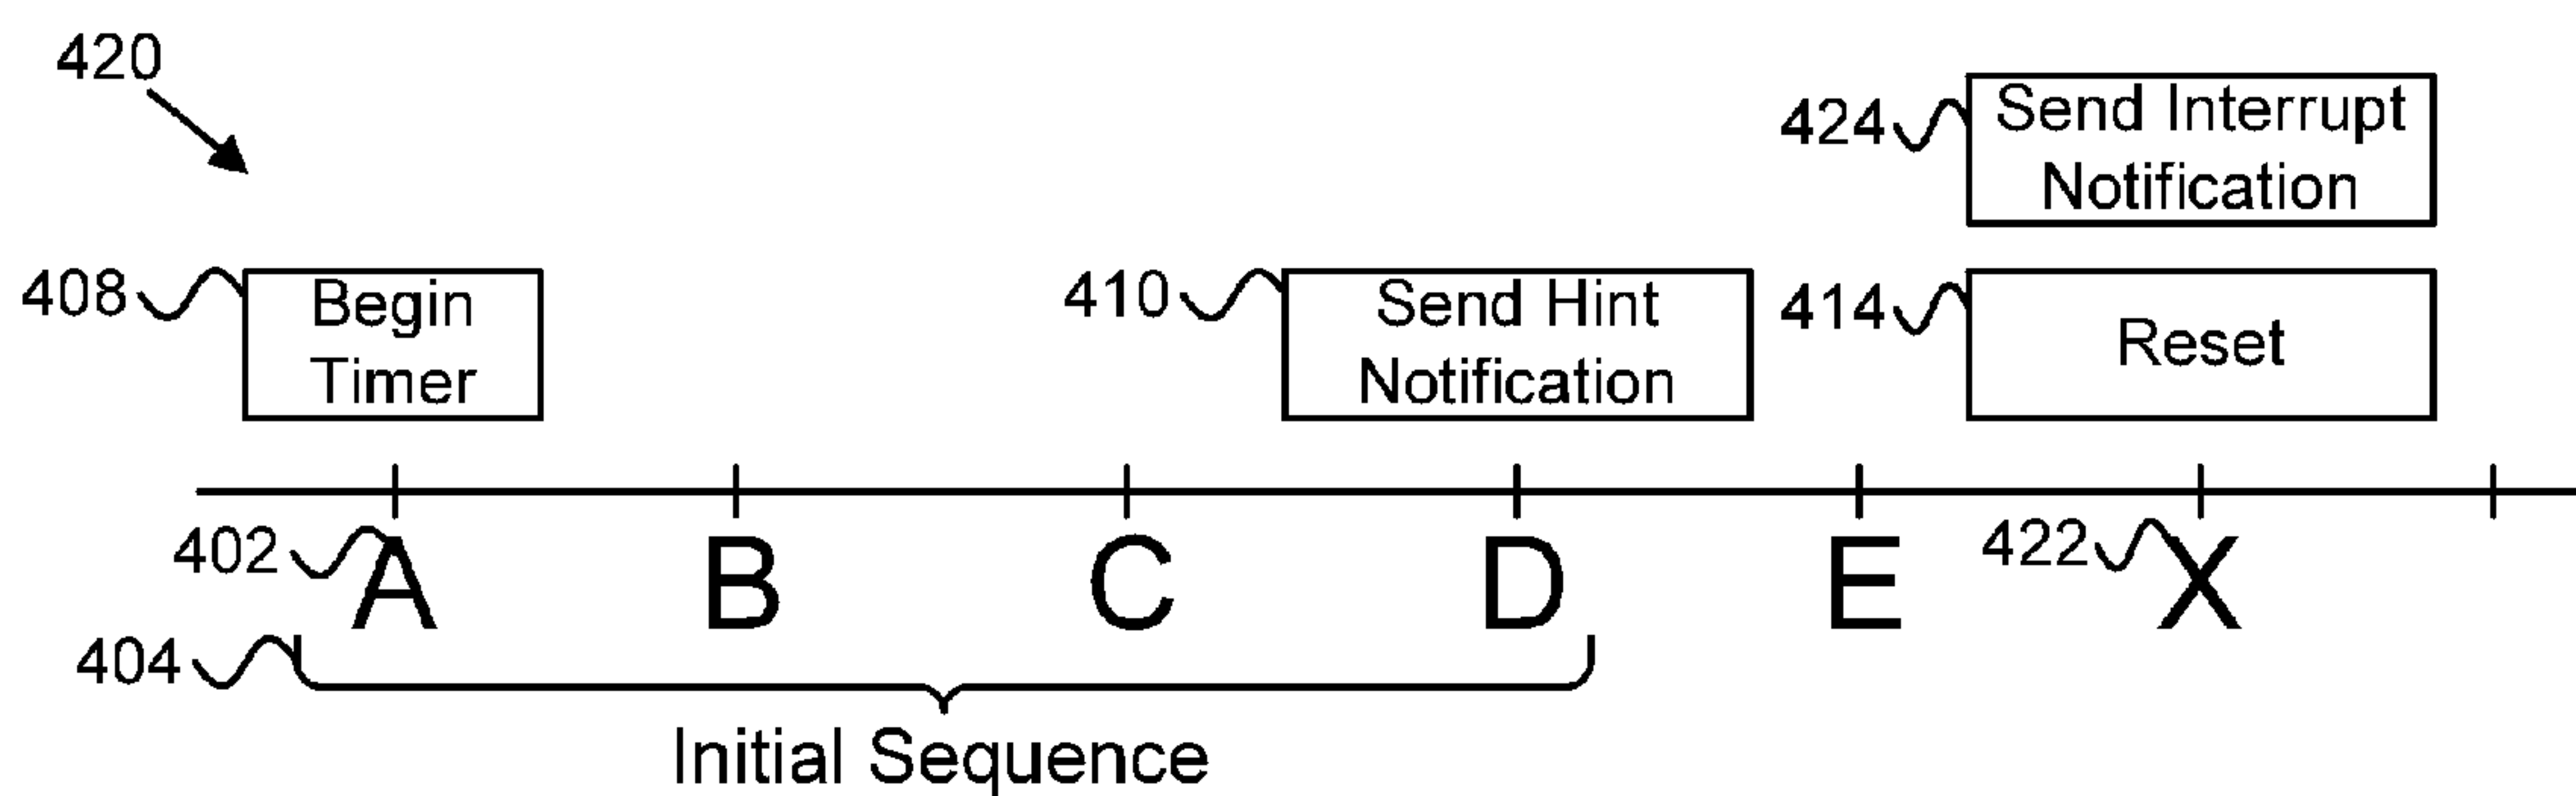 420
424 Send Interrupt
Notification
408 Begin
Timer
410 Send Hint
Notification
414 Reset
402 A B C D E 422 X
404
Initial Sequence